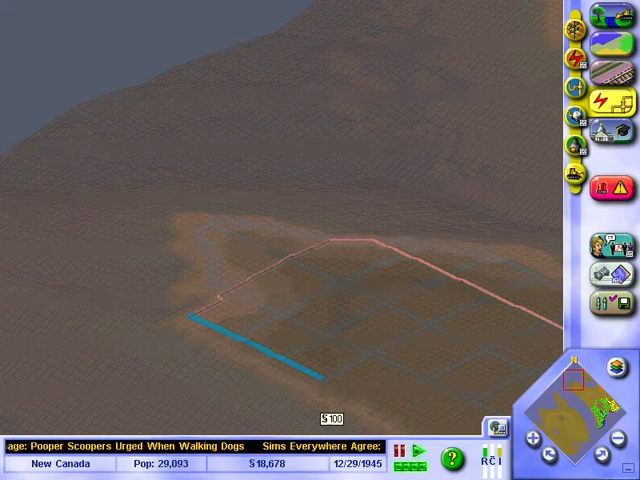 N
§100
age: Pooper Scoopers Urged When Walking Dogs Sims Everywhere Agree:
New Canada Pop: 29,093 §18,678 12/29/1945
?
R C I